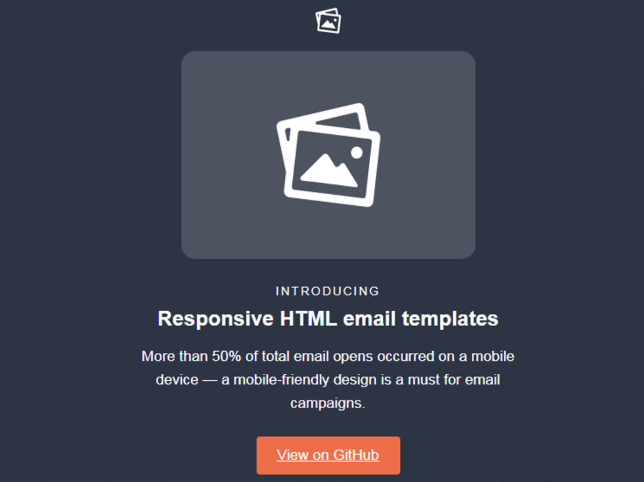 INTRODUCING
Responsive HTML email templates
More than 50% of total email opens occurred on a mobile
device — a mobile-friendly design is a must for email
campaigns.
View on GitHub